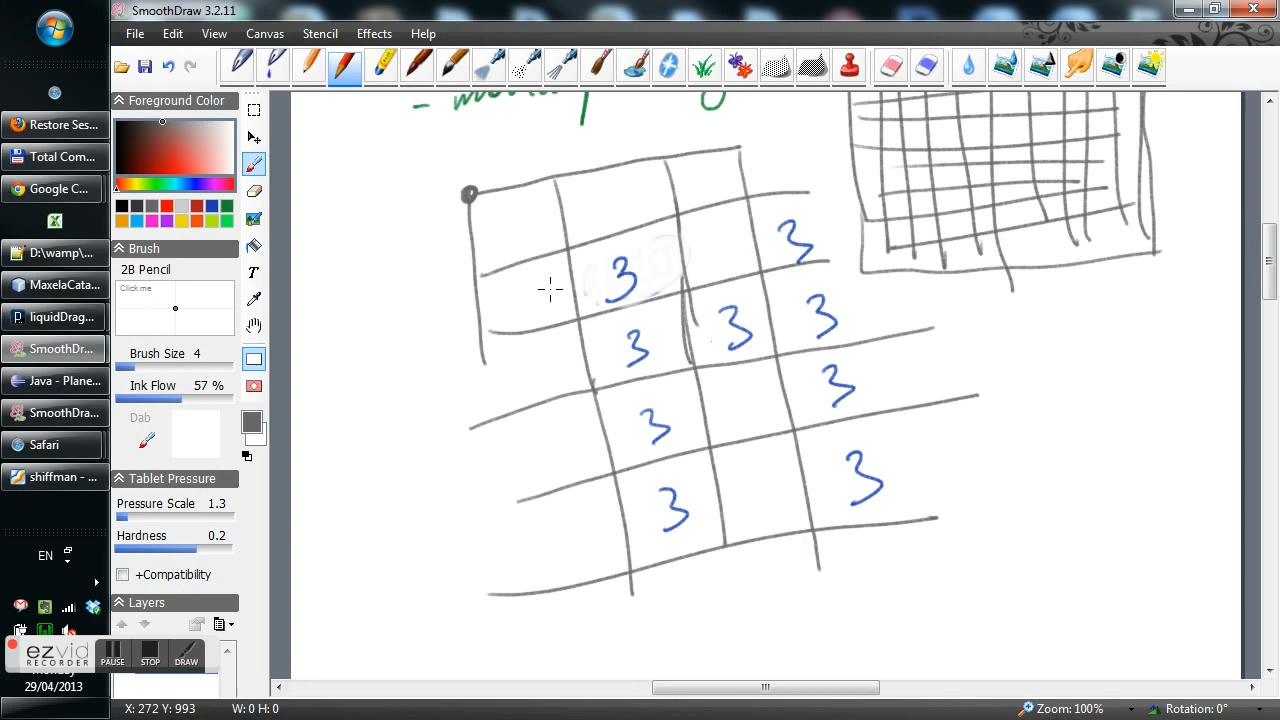 SmoothDraw 3.2.11
File Edit View Canvas Stencil Effects Help
Restore Ses...
Total Com...
Google C...
D:\wamp\...
MaxelaCata...
liquidDrag...
SmoothDr...
Java - Plane...
SmoothDra...
Safari
shiffman - ...
EN
ezvid
RECORDER
PAUSE STOP DRAW
29/04/2013
Foreground Color
Brush
2B Pencil
Click me
Brush Size 4
Ink Flow 57 %
Dab
Tablet Pressure
Pressure Scale 1.3
Hardness 0.2
+Compatibility
Layers
3
3
3 3 3
3
3
3
3
X: 272 Y: 993 W: 0 H: 0 Zoom: 100% Rotation: 0°